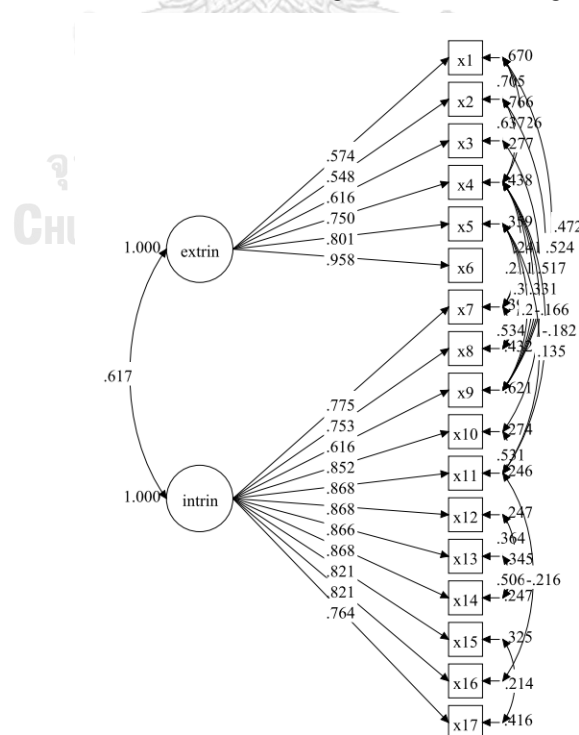 x1
.670
.705
x2
.766
x3
.277
.574
.548
x4
.438
.616
.750
x5
.472
.801
.524
1.000
extrin
.958
x6
.517
.331
x7
-.166
.534
-.182
x8
.432
.135
.617
.775
x9
.621
.753
.616
x10
.274
.852
.531
.868
x11
.246
1.000
intrin
.868
x12
.247
.866
.364
.868
x13
.345
.821
.506
-.216
.821
x14
.247
.764
x15
.325
x16
.214
x17
.416